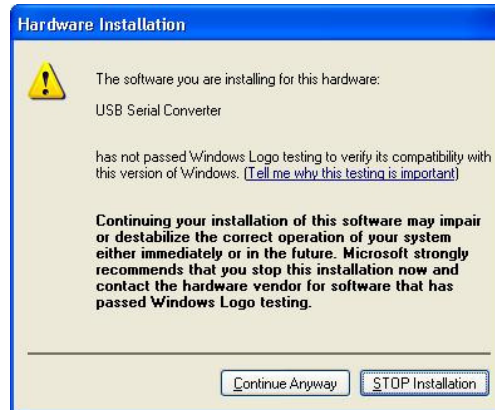 Hardware Installation
The software you are installing for this hardware:
USB Serial Converter
has not passed Windows Logo testing to verify its compatibility with
this version of Windows. (Tell me why this testing is important)
Continuing your installation of this software may impair
or destabilize the correct operation of your system
either immediately or in the future. Microsoft strongly
recommends that you stop this installation now and
contact the hardware vendor for software that has
passed Windows Logo testing.
Continue Anyway STOP Installation